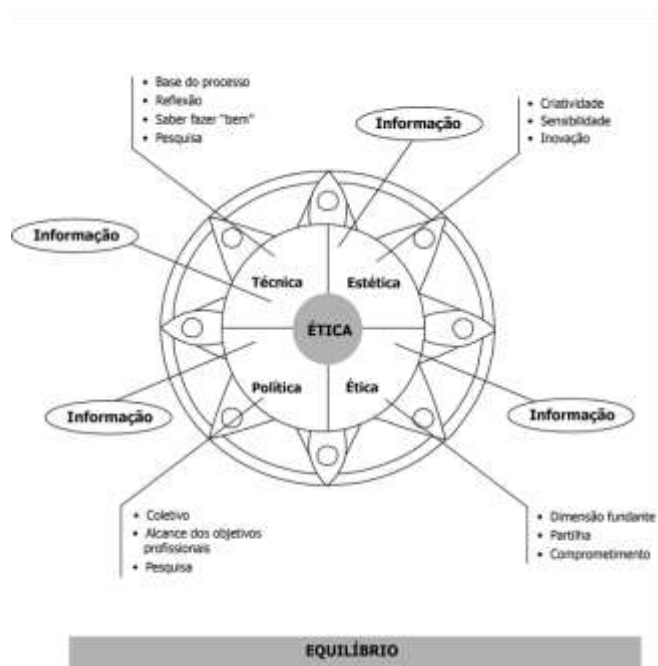 • Base do processo
• Reflexão
• Saber fazer "bem"
• Pesquisa
Informação
• Criatividade
• Sensibilidade
• Inovação
Informação
Técnica
Estética
ÉTICA
Política
Ética
Informação
Informação
• Coletivo
• Alcance dos objetivos
profissionais
• Pesquisa
• Dimensão fundante
• Partilha
• Comprometimento
EQUILÍBRIO